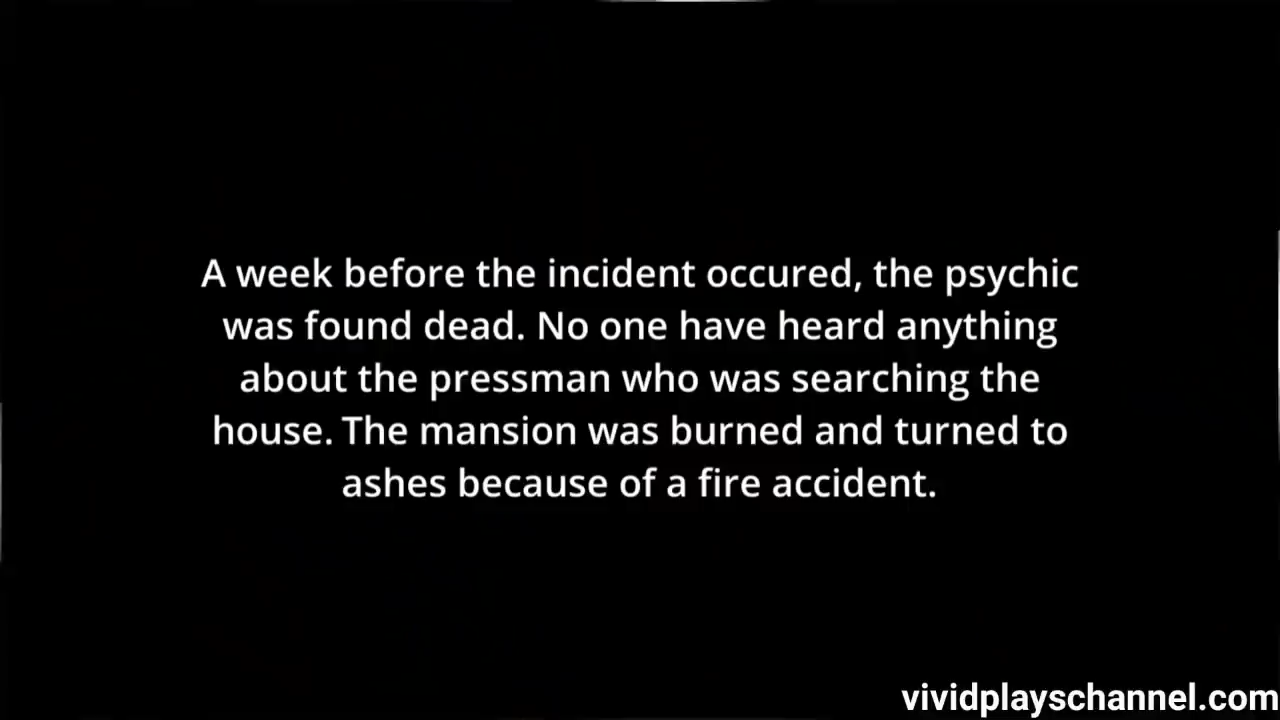 A week before the incident occured, the psychic
was found dead. No one have heard anything
about the pressman who was searching the
house. The mansion was burned and turned to
ashes because of a fire accident.
vividplayschannel.com